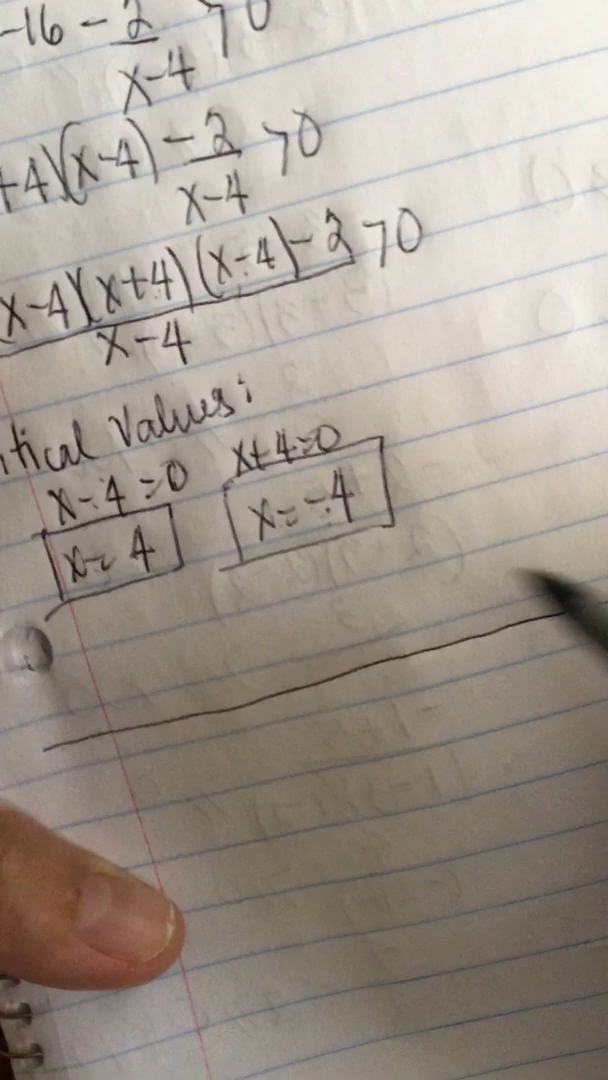 -16 - 2/x-4 >0
+4)(x-4) - 2/x-4 >0
x-4)(x+4)(x-4)-2/x-4 >0
itical Values:
x-4=0 x+4=0
x=4 x=-4